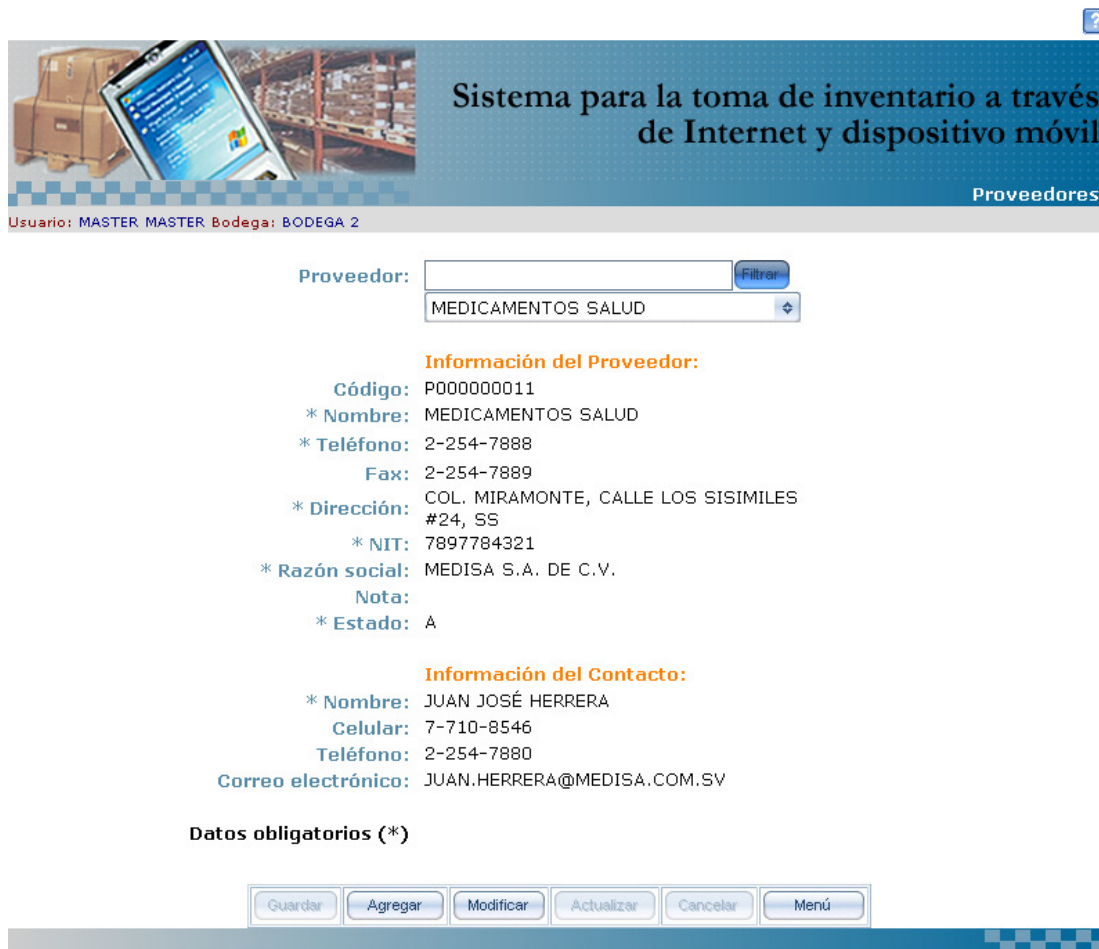 ?
Sistema para la toma de inventario a través
de Internet y dispositivo móvil
Proveedores
Usuario: MASTER MASTER Bodega: BODEGA 2
Proveedor:
Filtrar
MEDICAMENTOS SALUD
Información del Proveedor:
Código: P000000011
* Nombre: MEDICAMENTOS SALUD
* Teléfono: 2-254-7888
Fax: 2-254-7889
* Dirección: COL. MIRAMONTE, CALLE LOS SISIMILES
#24, SS
* NIT: 7897784321
* Razón social: MEDISA S.A. DE C.V.
Nota:
* Estado: A
Información del Contacto:
* Nombre: JUAN JOSÉ HERRERA
Celular: 7-710-8546
Teléfono: 2-254-7880
Correo electrónico: JUAN.HERRERA@MEDISA.COM.SV
Datos obligatorios (*)
Guardar Agregar Modificar Actualizar Cancelar Menú